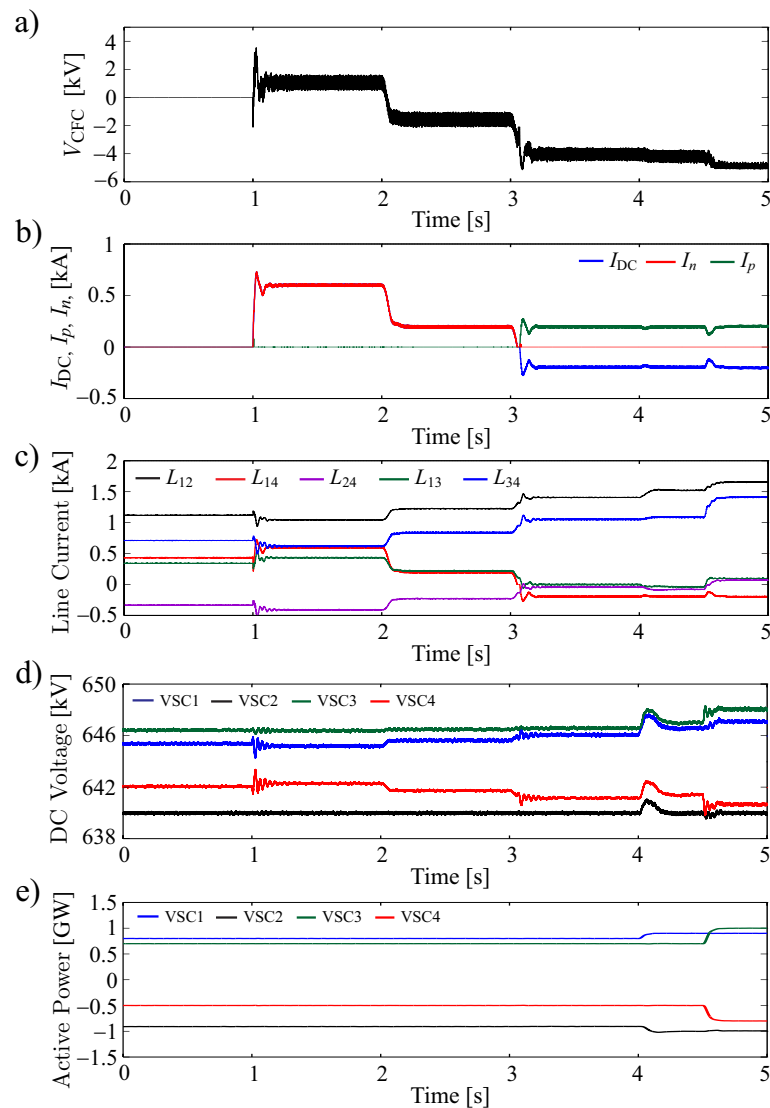 a)
V_CFC [kV]
4
2
0
−2
−4
−6
0 1 2 3 4 5
Time [s]
b)
I_DC, I_p, I_n, [kA]
1
0.5
0
−0.5
I_DC I_n I_p
0 1 2 3 4 5
Time [s]
c)
Line Current [kA]
2
1.5
1
0.5
0
-0.5
L_12 L_14 L_24 L_13 L_34
0 1 2 3 4 5
Time [s]
d)
DC Voltage [kV]
650
646
642
638
VSC1 VSC2 VSC3 VSC4
0 1 2 3 4 5
Time [s]
e)
Active Power [GW]
1.5
1
0.5
0
−0.5
−1
−1.5
VSC1 VSC2 VSC3 VSC4
0 1 2 3 4 5
Time [s]